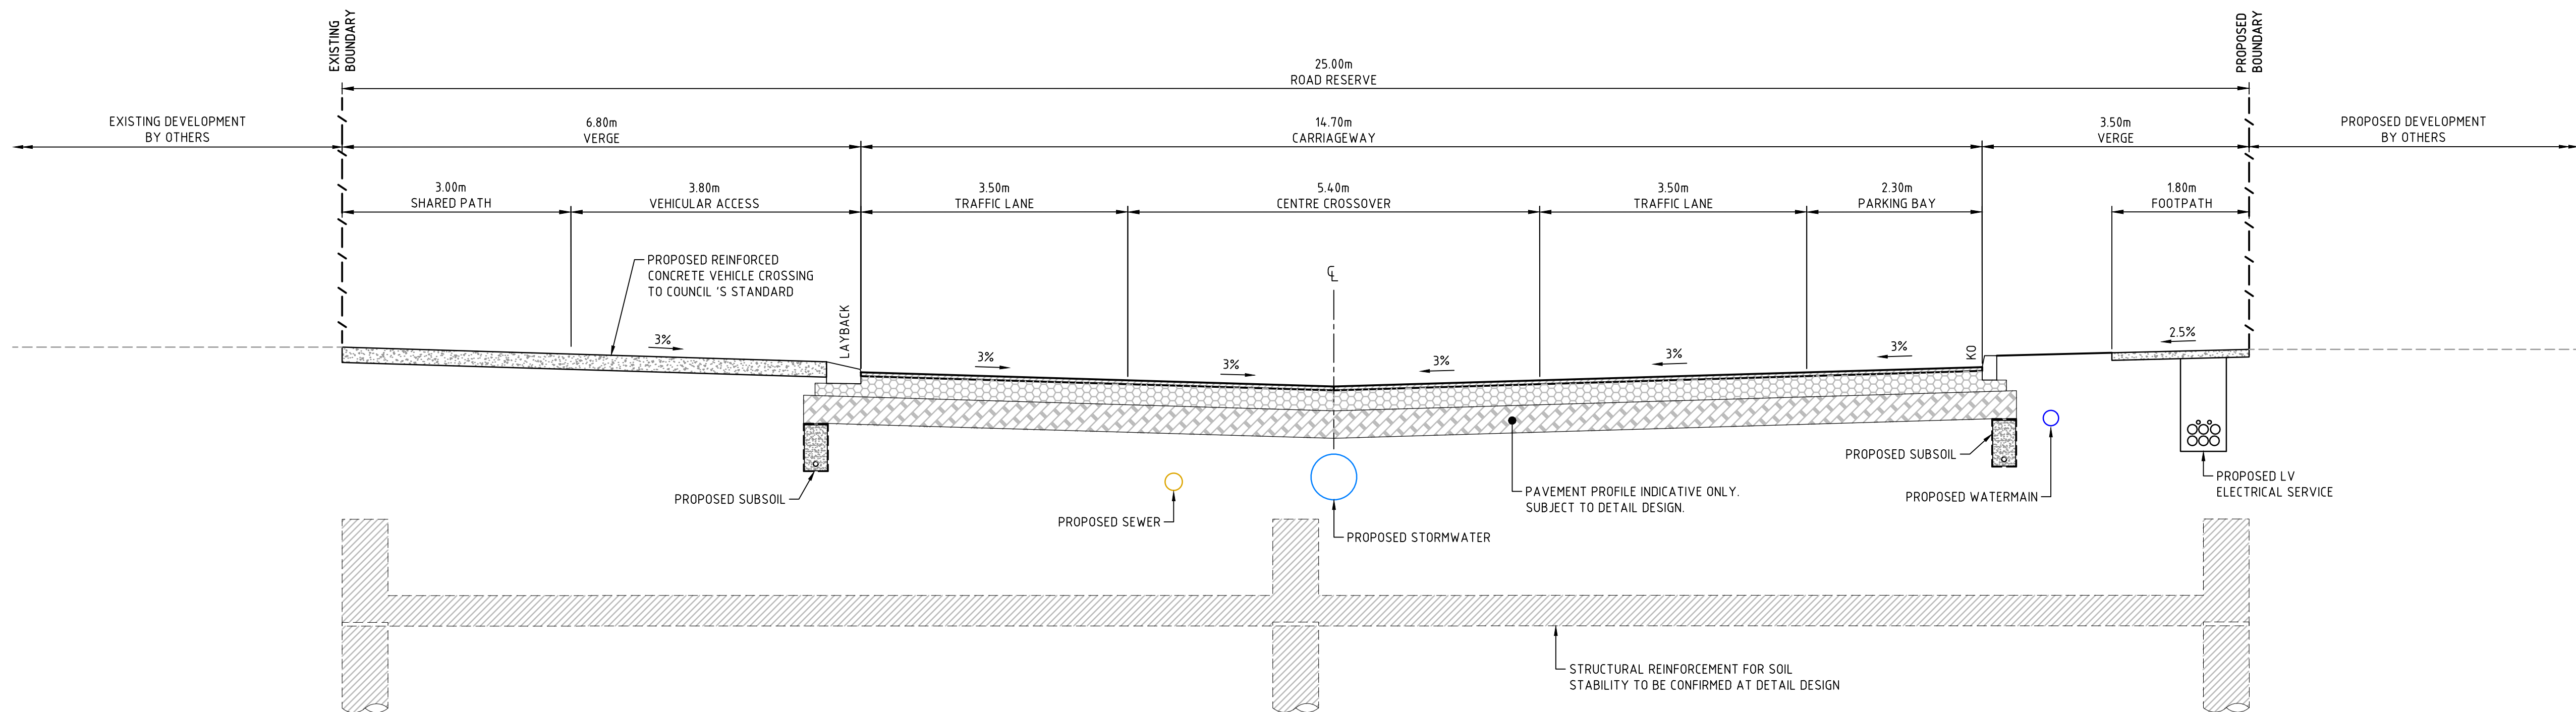 EXISTING
BOUNDARY
PROPOSED
BOUNDARY
25.00m
ROAD RESERVE
EXISTING DEVELOPMENT
BY OTHERS
6.80m
VERGE
14.70m
CARRIAGEWAY
3.50m
VERGE
PROPOSED DEVELOPMENT
BY OTHERS
3.00m
SHARED PATH
3.80m
VEHICULAR ACCESS
3.50m
TRAFFIC LANE
5.40m
CENTRE CROSSOVER
3.50m
TRAFFIC LANE
2.30m
PARKING BAY
1.80m
FOOTPATH
PROPOSED REINFORCED
CONCRETE VEHICLE CROSSING
TO COUNCIL 'S STANDARD
℄
LAYBACK
KO
3%
3%
3%
3%
3%
3%
2.5%
PROPOSED SUBSOIL
PROPOSED SEWER
PROPOSED STORMWATER
PAVEMENT PROFILE INDICATIVE ONLY.
SUBJECT TO DETAIL DESIGN.
PROPOSED SUBSOIL
PROPOSED WATERMAIN
PROPOSED LV
ELECTRICAL SERVICE
STRUCTURAL REINFORCEMENT FOR SOIL
STABILITY TO BE CONFIRMED AT DETAIL DESIGN